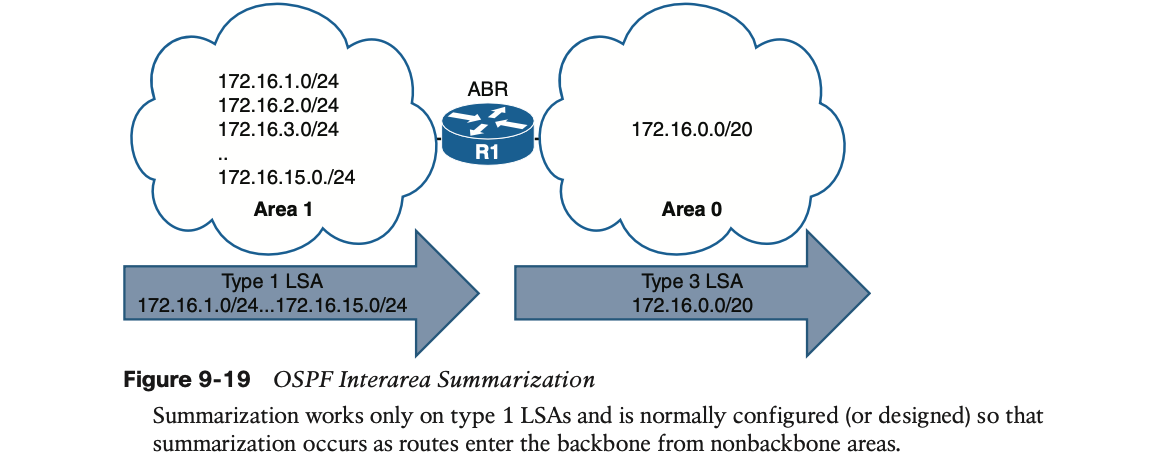 172.16.1.0/24
172.16.2.0/24
172.16.3.0/24
..
172.16.15.0./24
Area 1
ABR
R1
172.16.0.0/20
Area 0
Type 1 LSA
172.16.1.0/24...172.16.15.0/24
Type 3 LSA
172.16.0.0/20
Figure 9-19 OSPF Interarea Summarization
Summarization works only on type 1 LSAs and is normally configured (or designed) so that
summarization occurs as routes enter the backbone from nonbackbone areas.